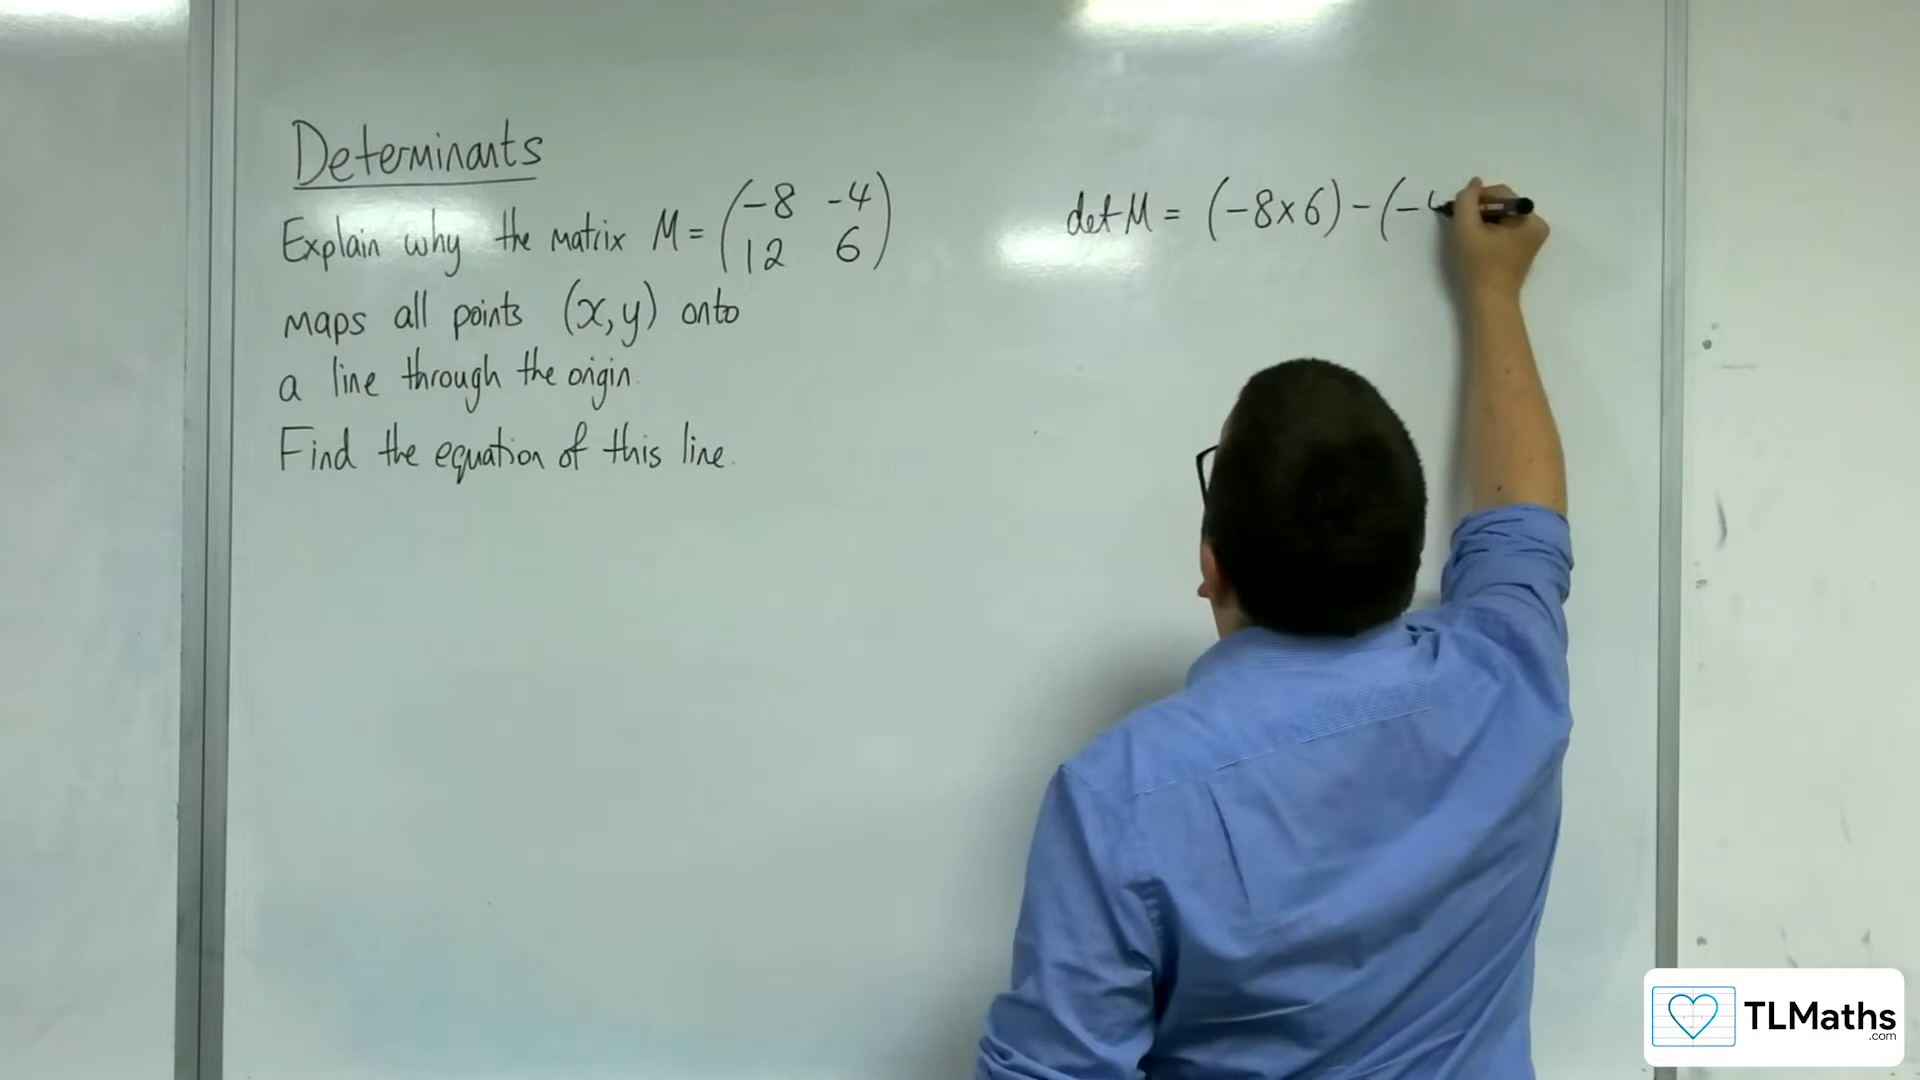 Determinants
Explain why the matrix M = (-8 -4
12 6)
maps all points (x, y) onto
a line through the origin.
Find the equation of this line.
det M = (-8×6) - (-4
TLMaths
.com